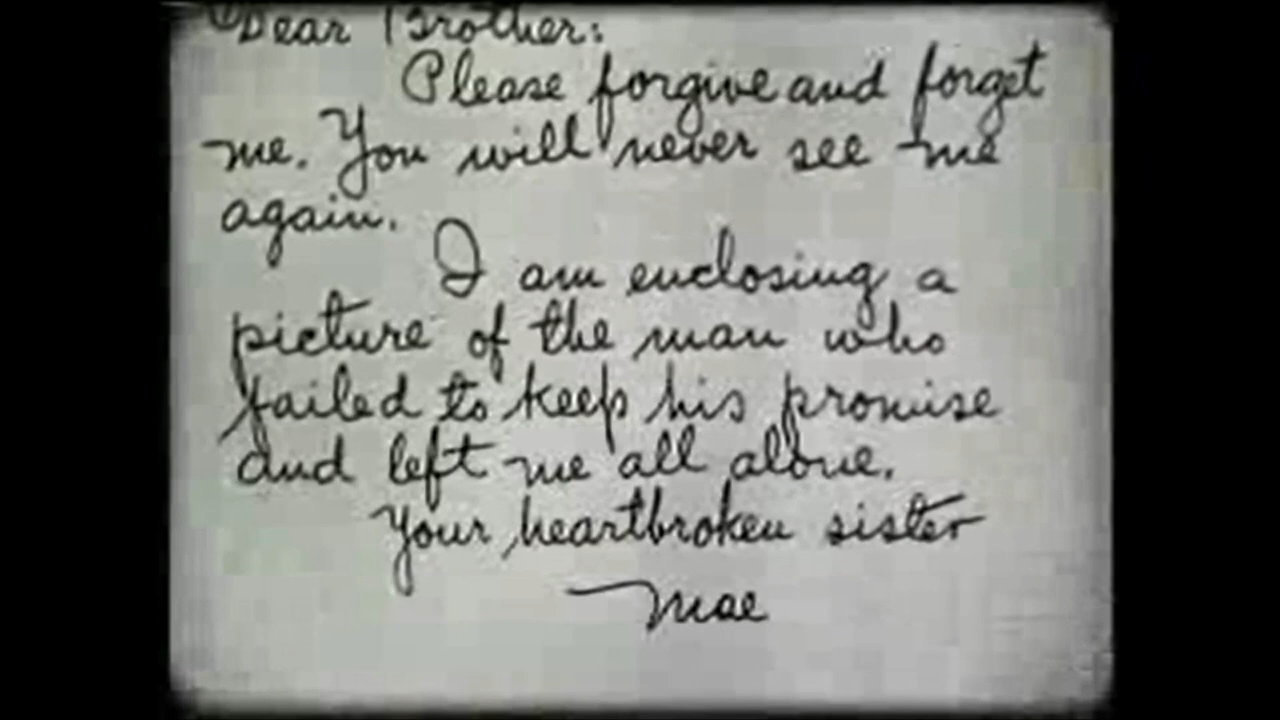 Dear Brother:
Please forgive and forget
me. You will never see me
again.
I am enclosing a
picture of the man who
failed to keep his promise
and left me all alone.
Your heartbroken sister
Mae